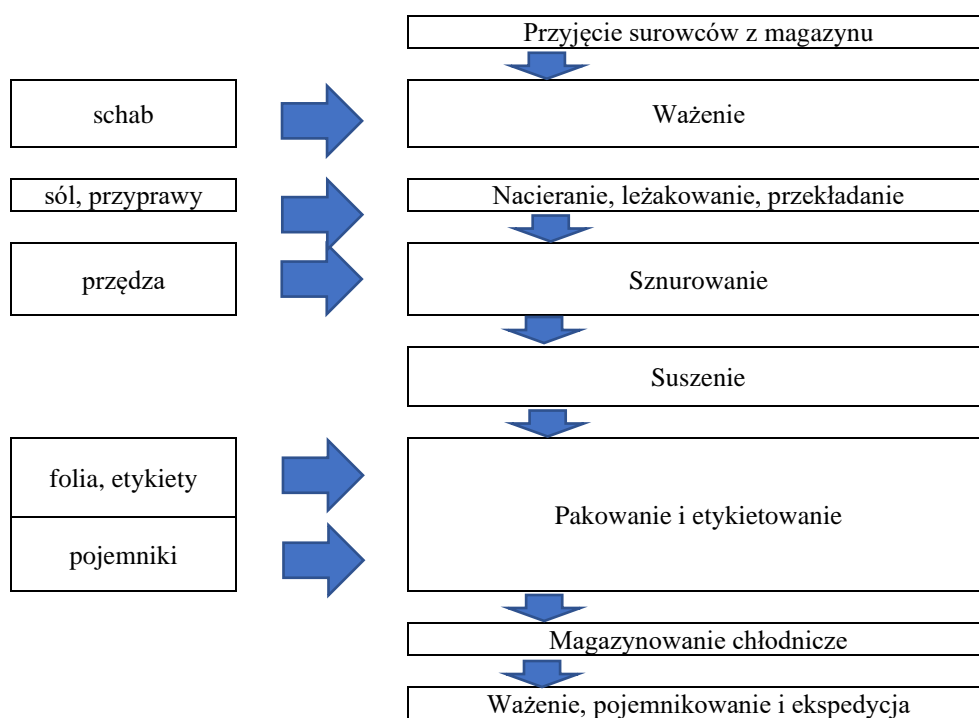 Przyjęcie surowców z magazynu
schab
Ważenie
sól, przyprawy
Nacieranie, leżakowanie, przekładanie
przędza
Sznurowanie
Suszenie
folia, etykiety
Pakowanie i etykietowanie
pojemniki
Magazynowanie chłodnicze
Ważenie, pojemnikowanie i ekspedycja